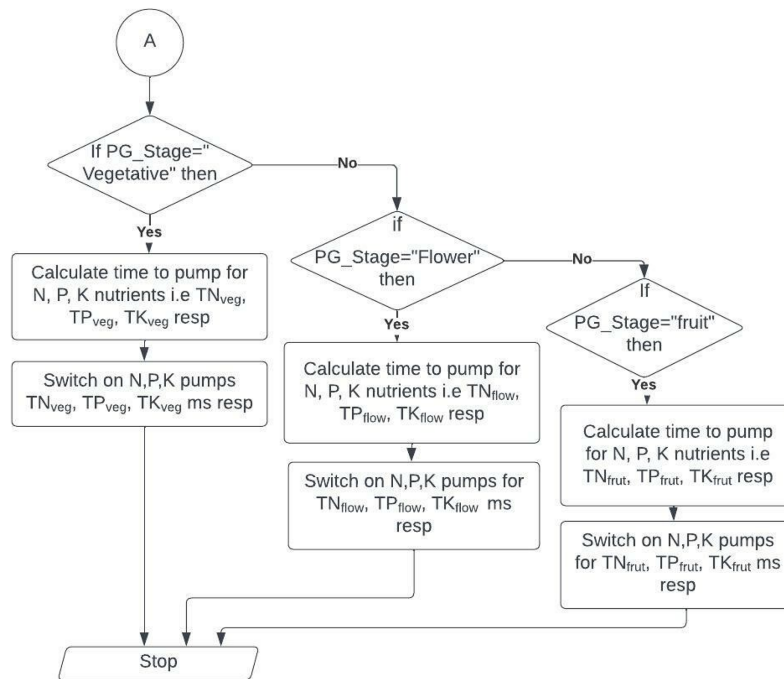 A
If PG_Stage="
Vegetative" then
No
Yes
if
PG_Stage="Flower"
then
No
Yes
If
PG_Stage="fruit"
then
Yes
Calculate time to pump for
N, P, K nutrients i.e TNveg,
TPveg, TKveg resp
Switch on N,P,K pumps
TNveg, TPveg, TKveg ms resp
Calculate time to pump for
N, P, K nutrients i.e TNflow,
TPflow, TKflow resp
Switch on N,P,K pumps for
TNflow, TPflow, TKflow ms
resp
Calculate time to pump
for N, P, K nutrients i.e
TNfrut, TPfrut, TKfrut resp
Switch on N,P,K pumps
for TNfrut, TPfrut, TKfrut ms
resp
Stop